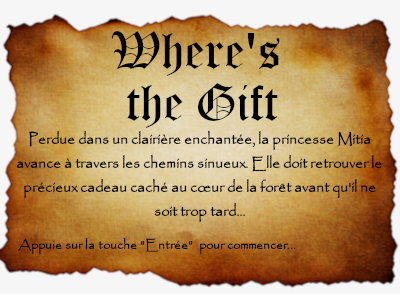 Where's
the Gift
Perdue dans un clairière enchantée, la princesse Mitia
avance à travers les chemins sinueux. Elle doit retrouver le
précieux cadeau caché au cœur de la forêt avant qu'il ne
soit trop tard...
Appuie sur la touche "Entrée" pour commencer...